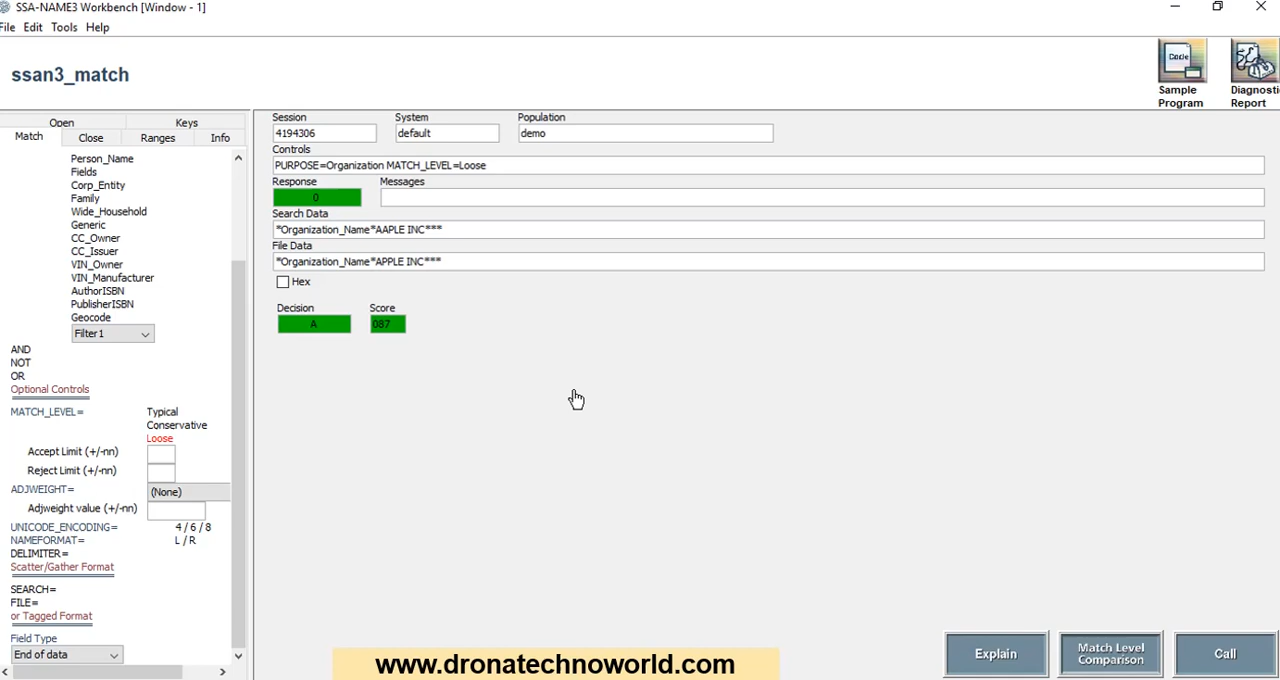 SSA-NAME3 Workbench [Window - 1]
File Edit Tools Help
ssan3_match
Code
Sample
Program
Diagnosti
Report
Open Keys
Match Close Ranges Info
Person_Name
Fields
Corp_Entity
Family
Wide_Household
Generic
CC_Owner
CC_Issuer
VIN_Owner
VIN_Manufacturer
AuthorISBN
PublisherISBN
Geocode
Filter1
AND
NOT
OR
Optional Controls
MATCH_LEVEL= Typical
Conservative
Loose
Accept Limit (+/-nn)
Reject Limit (+/-nn)
ADJWEIGHT= (None)
Adjweight value (+/-nn)
UNICODE_ENCODING= 4 / 6 / 8
NAMEFORMAT= L / R
DELIMITER=
Scatter/Gather Format
SEARCH=
FILE=
or Tagged Format
Field Type
End of data
Session System Population
4194306 default demo
Controls
PURPOSE=Organization MATCH_LEVEL=Loose
Response Messages
0
Search Data
*Organization_Name*AAPLE INC***
File Data
*Organization_Name*APPLE INC***
Hex
Decision Score
A 087
Explain
Match Level
Comparison
Call
www.dronatechnoworld.com